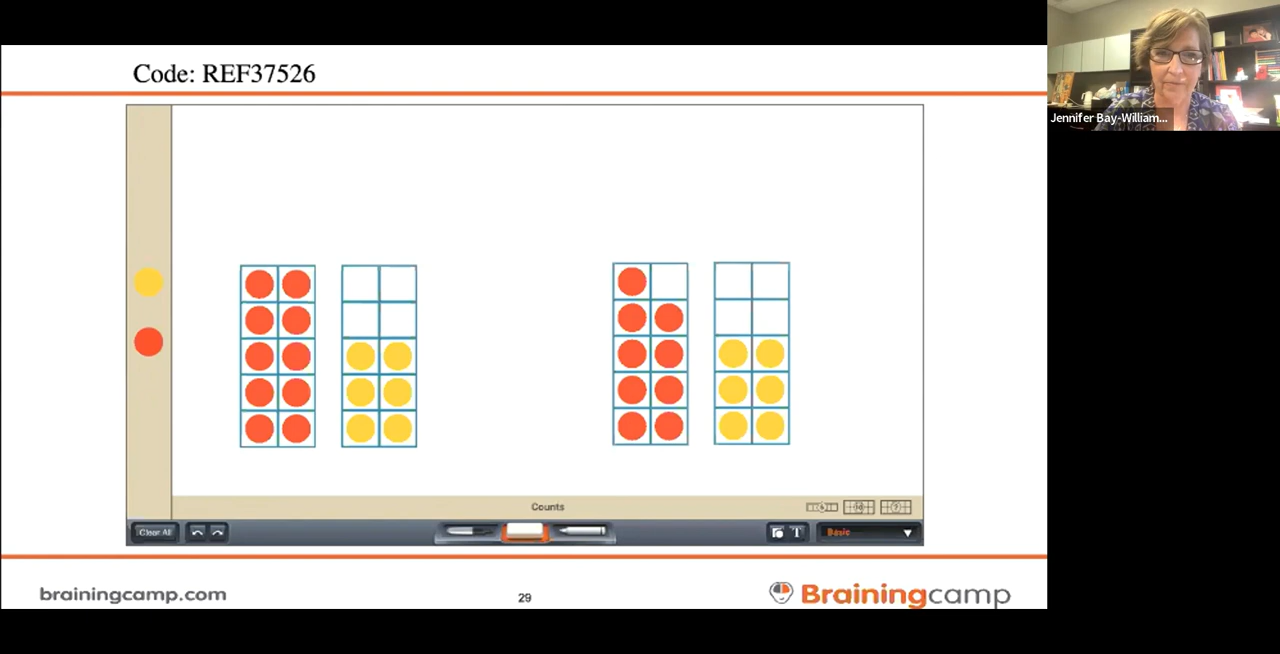 Code: REF37526
Jennifer Bay-William...
Counts
Clear All
T
Basic
brainingcamp.com
29
Brainingcamp